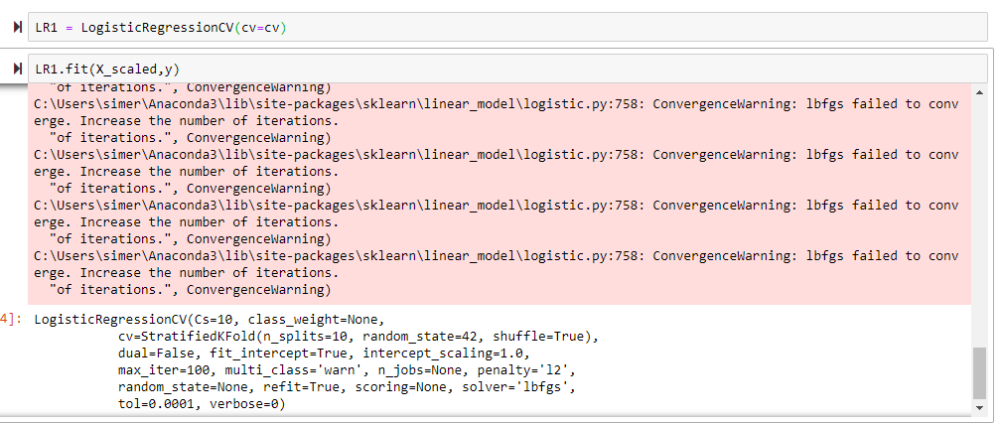 LR1 = LogisticRegressionCV(cv=cv)
LR1.fit(X_scaled,y)
"of iterations.", ConvergenceWarning)
C:\Users\simer\Anaconda3\lib\site-packages\sklearn\linear_model\logistic.py:758: ConvergenceWarning: lbfgs failed to conv
erge. Increase the number of iterations.
"of iterations.", ConvergenceWarning)
C:\Users\simer\Anaconda3\lib\site-packages\sklearn\linear_model\logistic.py:758: ConvergenceWarning: lbfgs failed to conv
erge. Increase the number of iterations.
"of iterations.", ConvergenceWarning)
C:\Users\simer\Anaconda3\lib\site-packages\sklearn\linear_model\logistic.py:758: ConvergenceWarning: lbfgs failed to conv
erge. Increase the number of iterations.
"of iterations.", ConvergenceWarning)
C:\Users\simer\Anaconda3\lib\site-packages\sklearn\linear_model\logistic.py:758: ConvergenceWarning: lbfgs failed to conv
erge. Increase the number of iterations.
"of iterations.", ConvergenceWarning)
4]: LogisticRegressionCV(Cs=10, class_weight=None,
cv=StratifiedKFold(n_splits=10, random_state=42, shuffle=True),
dual=False, fit_intercept=True, intercept_scaling=1.0,
max_iter=100, multi_class='warn', n_jobs=None, penalty='l2',
random_state=None, refit=True, scoring=None, solver='lbfgs',
tol=0.0001, verbose=0)